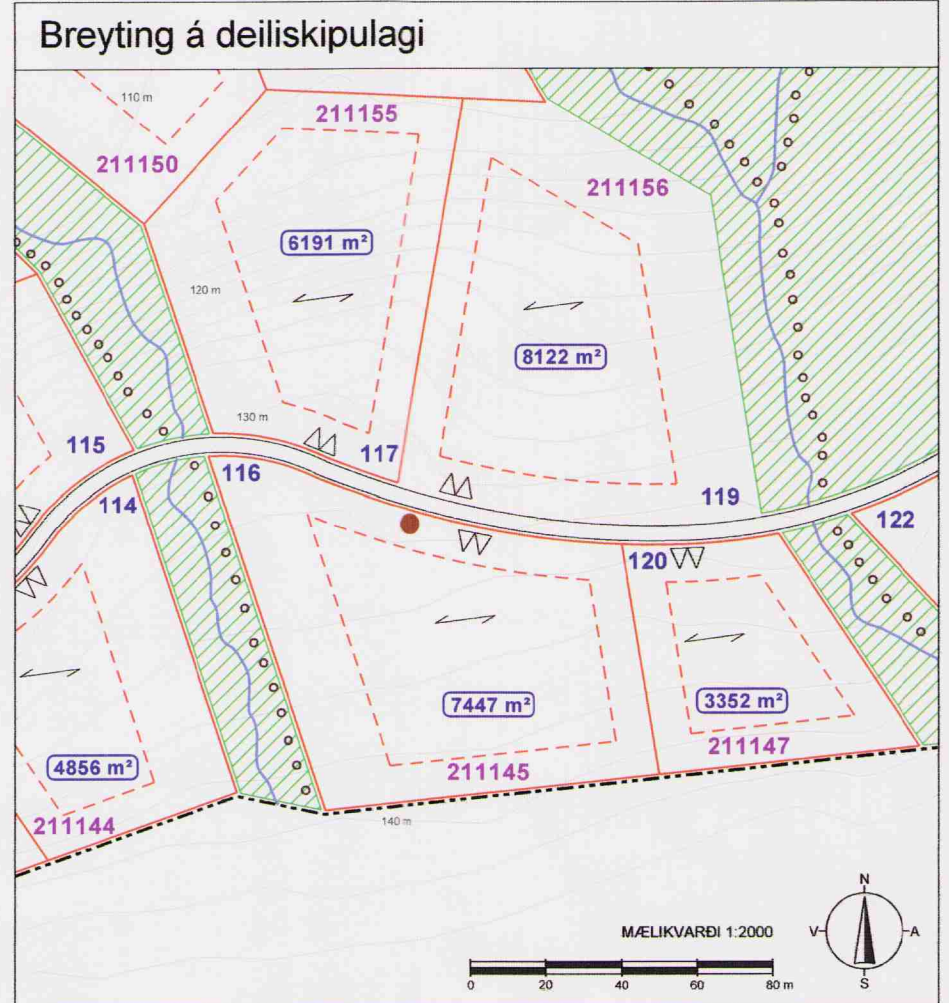 Breyting á deiliskipulagi
110 m
211155
211150
211156
6191 m²
120 m
8122 m²
130 m
115
117
114
116
119
122
120
7447 m²
3352 m²
211147
4856 m²
211145
211144
140 m
N
MÆLIKVARÐI 1:2000
V
A
S
0 20 40 60 80 m